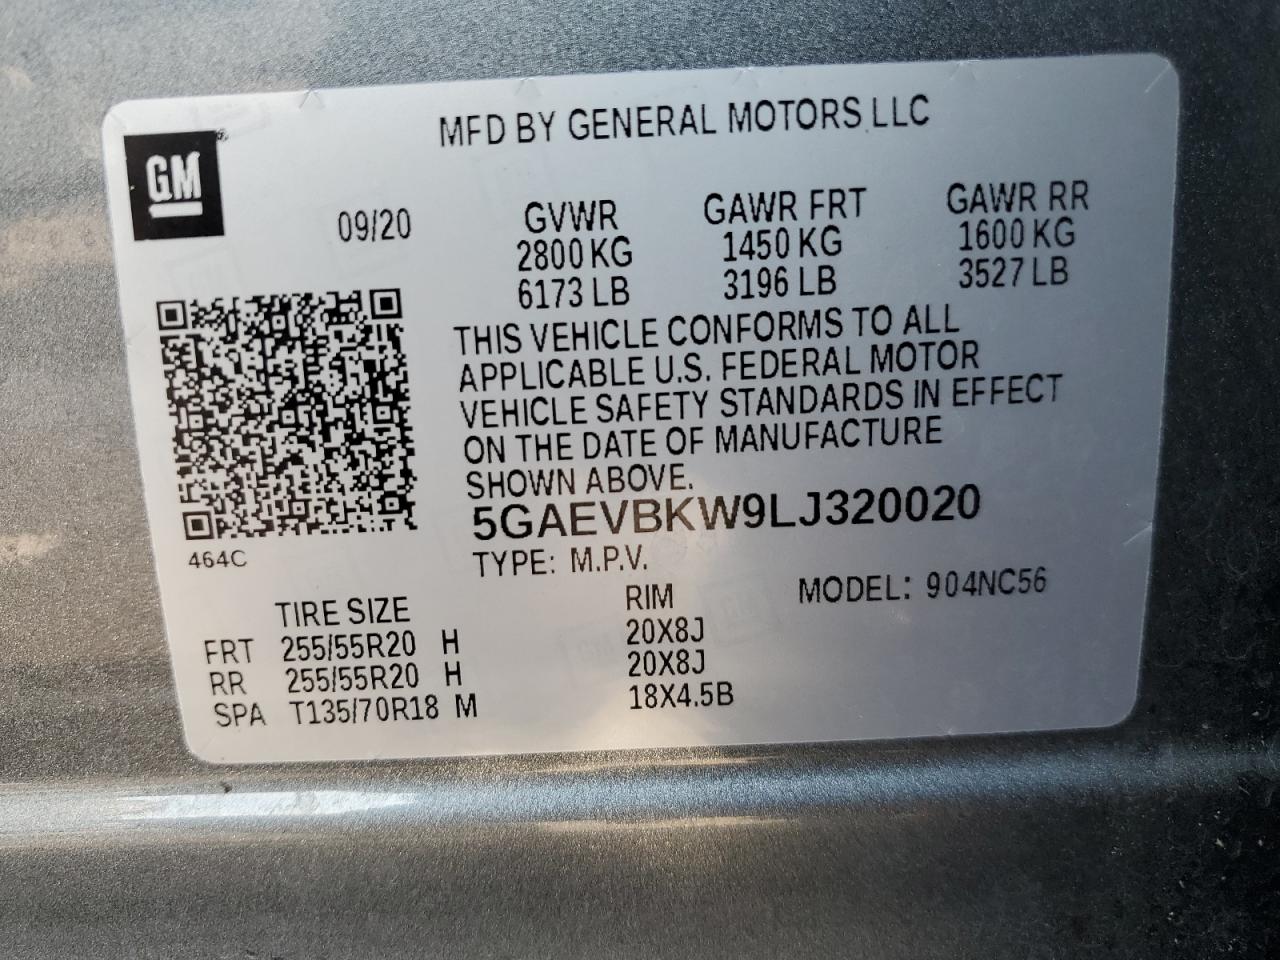 MFD BY GENERAL MOTORS LLC
GM®
09/20
GVWR GAWR FRT GAWR RR
2800 KG 1450 KG 1600 KG
6173 LB 3196 LB 3527 LB
THIS VEHICLE CONFORMS TO ALL
APPLICABLE U.S. FEDERAL MOTOR
VEHICLE SAFETY STANDARDS IN EFFECT
ON THE DATE OF MANUFACTURE
SHOWN ABOVE.
5GAEVBKW9LJ320020
464C
TYPE: M.P.V. MODEL: 904NC56
TIRE SIZE RIM
FRT 255/55R20 H 20X8J
RR 255/55R20 H 20X8J
SPA T135/70R18 M 18X4.5B